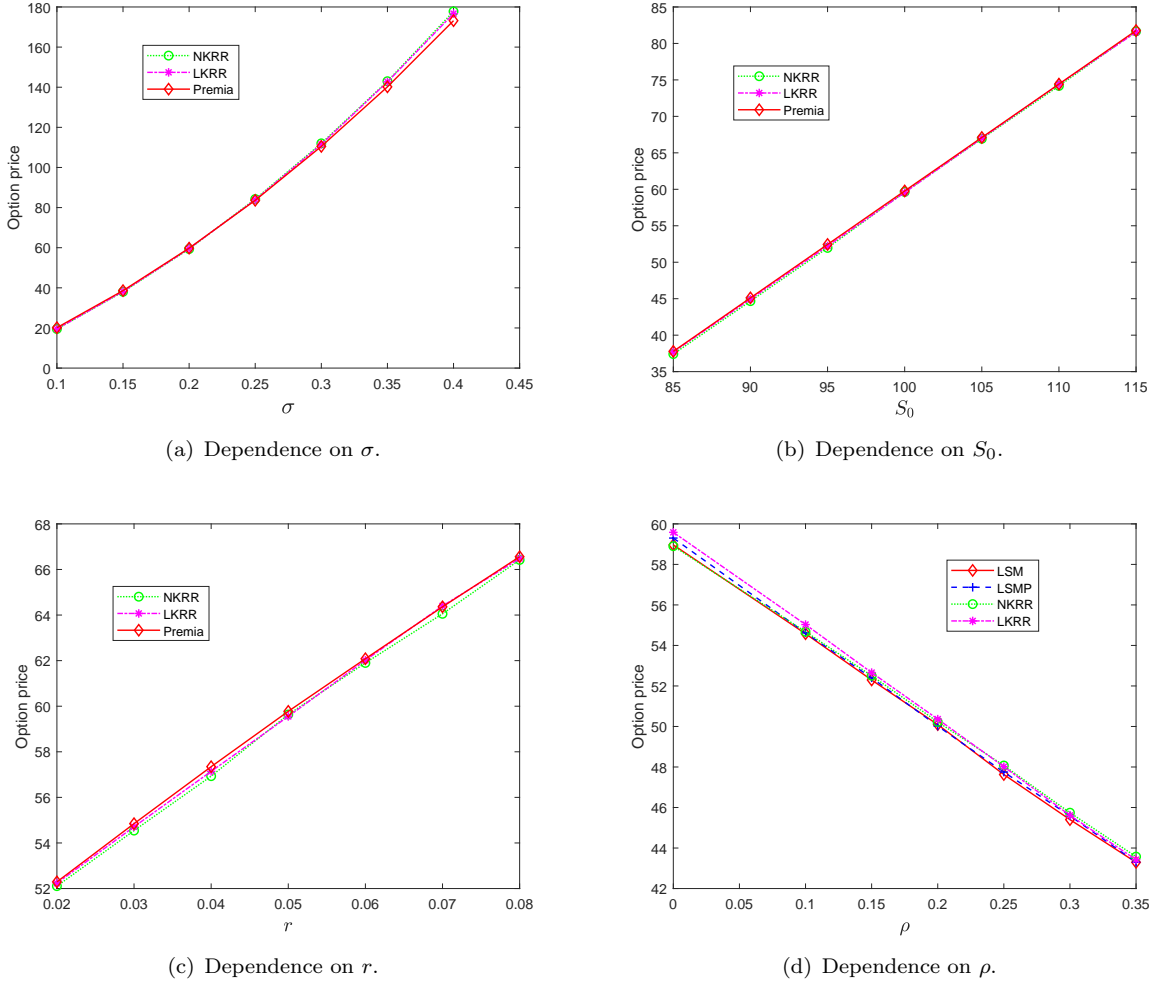 180
160
140
120
100
80
60
40
20
0
Option price
NKRR
LKRR
Premia
0.1 0.15 0.2 0.25 0.3 0.35 0.4 0.45
σ
(a) Dependence on σ.
85
80
75
70
65
60
55
50
45
40
35
Option price
NKRR
LKRR
Premia
85 90 95 100 105 110 115
S₀
(b) Dependence on S₀.
68
66
64
62
60
58
56
54
52
Option price
NKRR
LKRR
Premia
0.02 0.03 0.04 0.05 0.06 0.07 0.08
r
(c) Dependence on r.
60
58
56
54
52
50
48
46
44
42
Option price
LSM
LSMP
NKRR
LKRR
0 0.05 0.1 0.15 0.2 0.25 0.3 0.35
ρ
(d) Dependence on ρ.